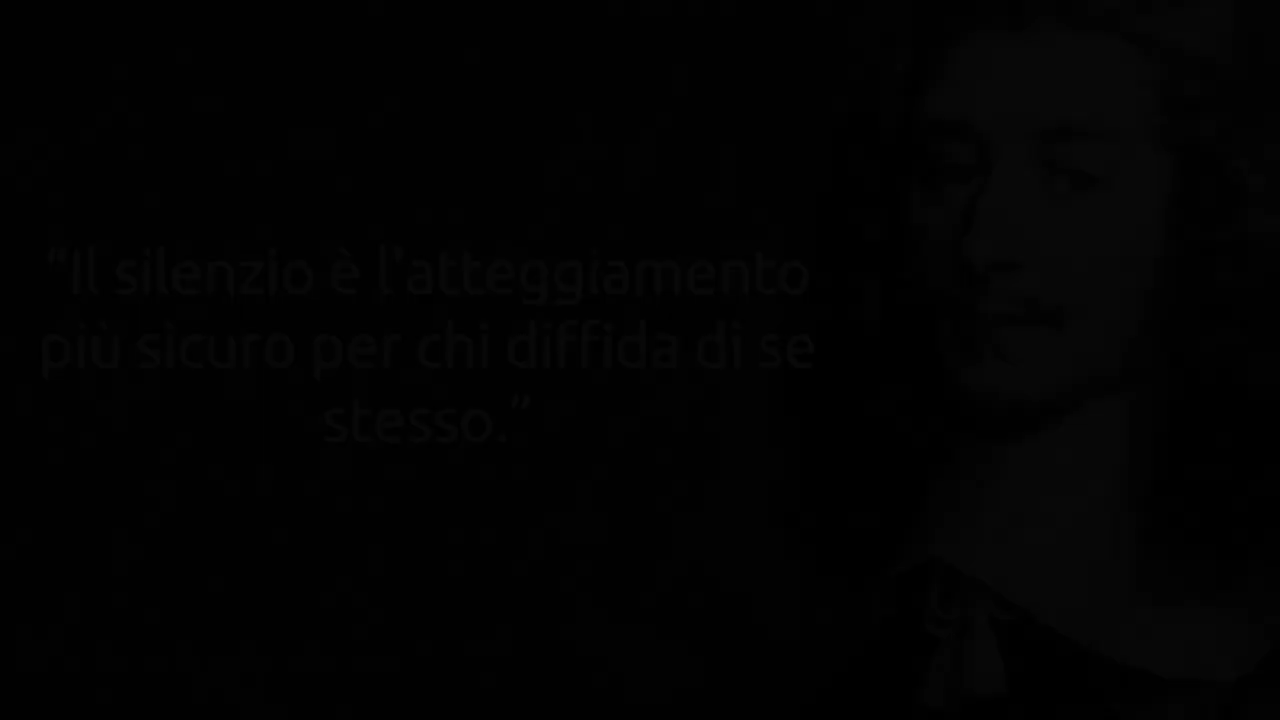 “Il silenzio è l'atteggiamento
più sicuro per chi diffida di se
stesso.”